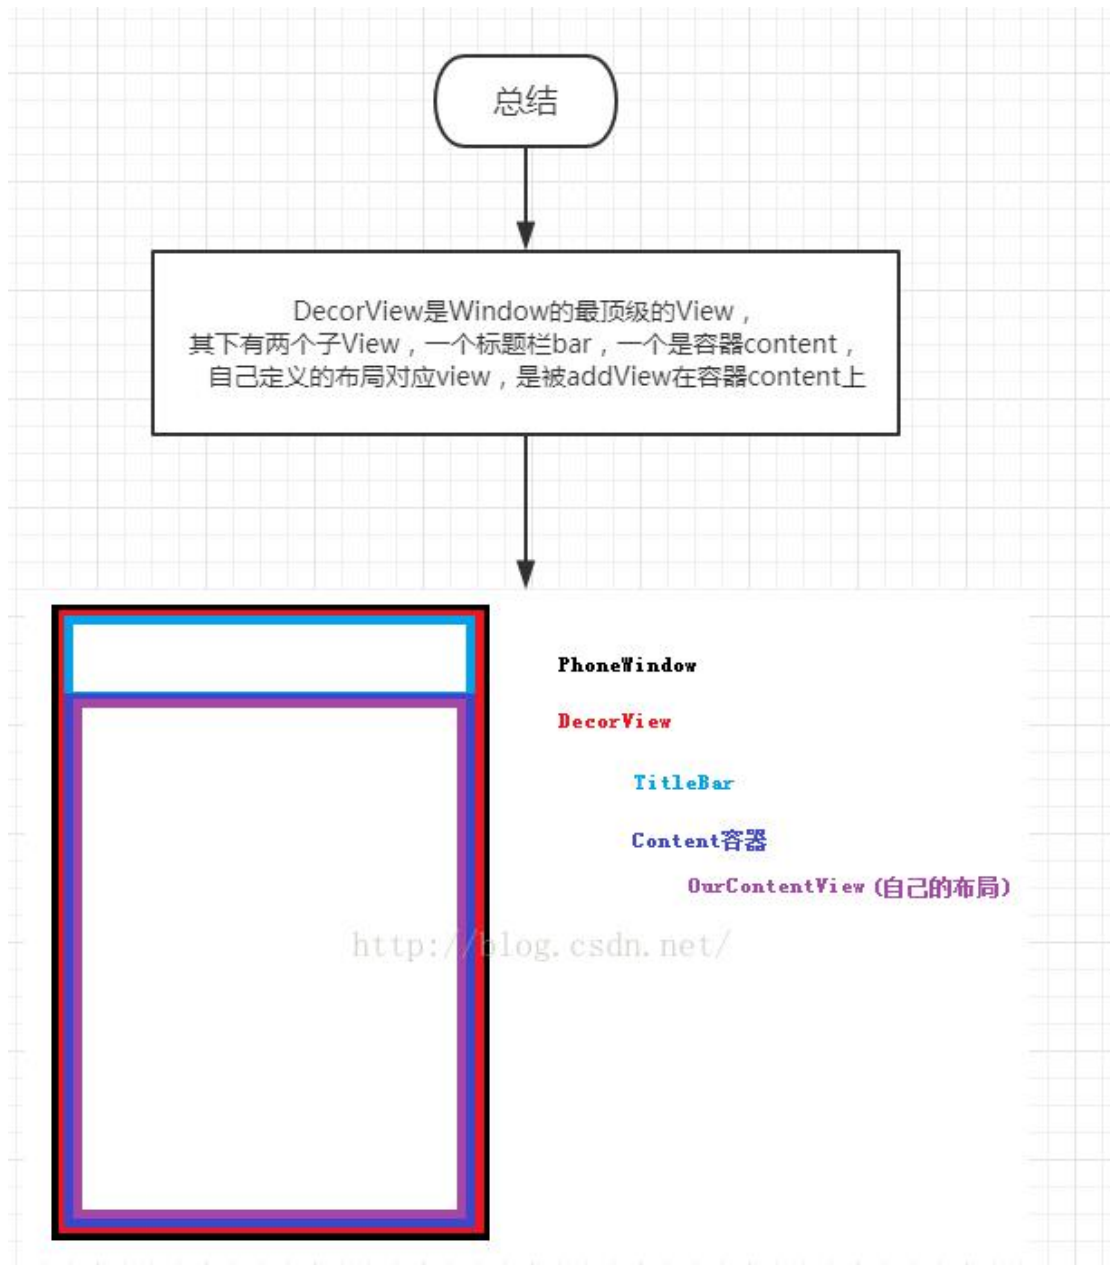 总结
DecorView是Window的最顶级的View，
其下有两个子View，一个标题栏bar，一个是容器content，
自己定义的布局对应view，是被addView在容器content上
PhoneWindow
DecorView
TitleBar
Content容器
OurContentView (自己的布局)
http://blog.csdn.net/